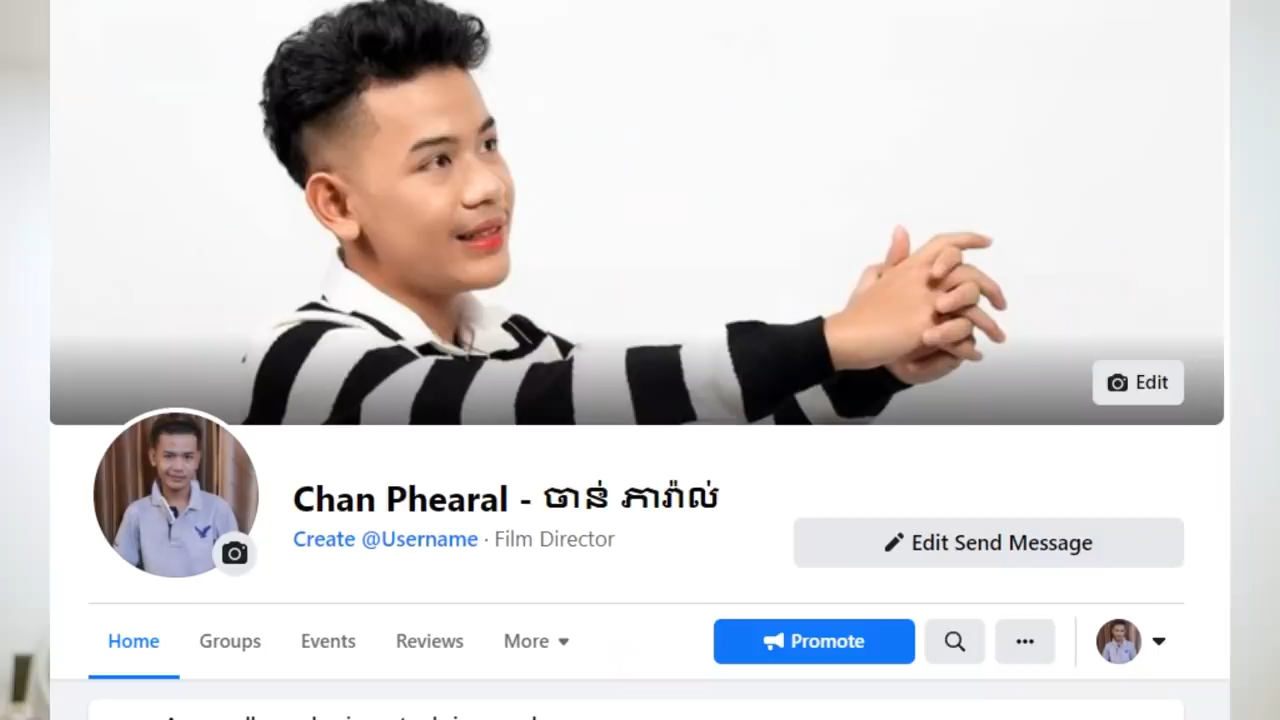 Edit
Chan Phearal - ចាន់ ភារ៉ាល់
Create @Username · Film Director
Edit Send Message
Home Groups Events Reviews More Promote